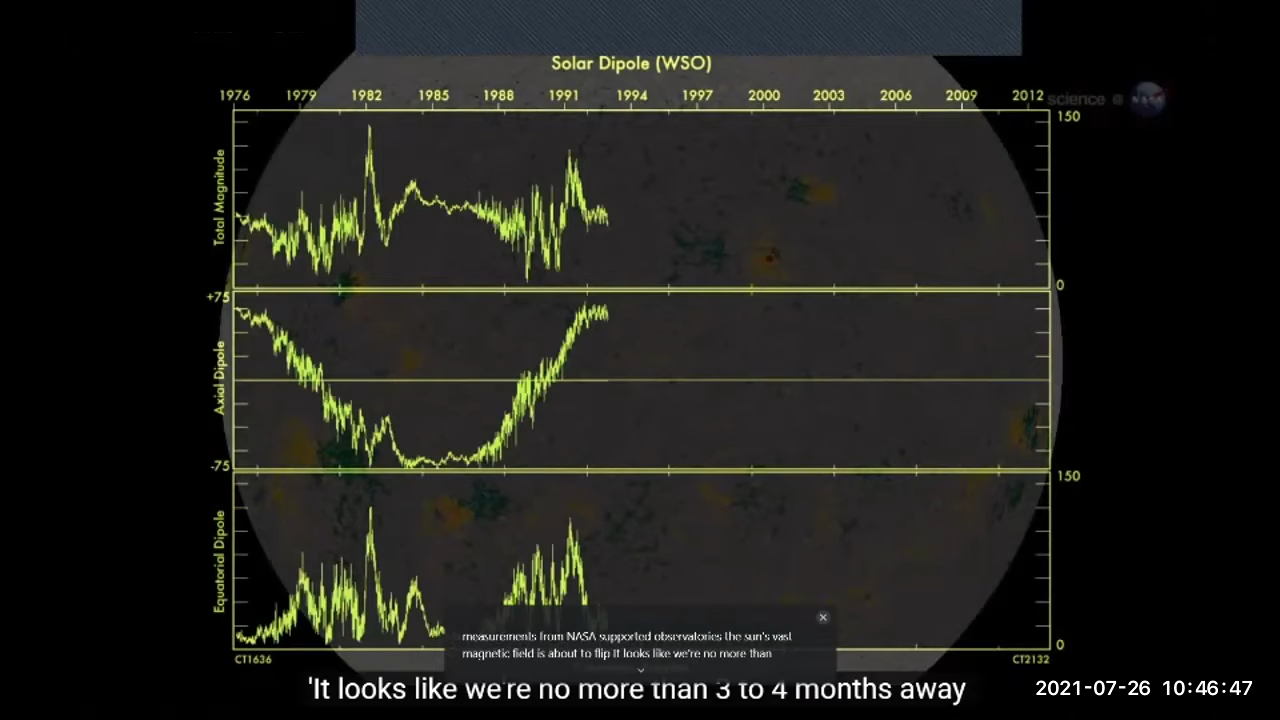 Solar Dipole (WSO)
1976 1979 1982 1985 1988 1991 1994 1997 2000 2003 2006 2009 2012
science @ NASA
150
Total Magnitude
0
+75
Axial Dipole
-75
150
Equatorial Dipole
0
measurements from NASA supported observatories the sun's vast
magnetic field is about to flip It looks like we're no more than
CT1636 CT2132
'It looks like we're no more than 3 to 4 months away
2021-07-26 10:46:47